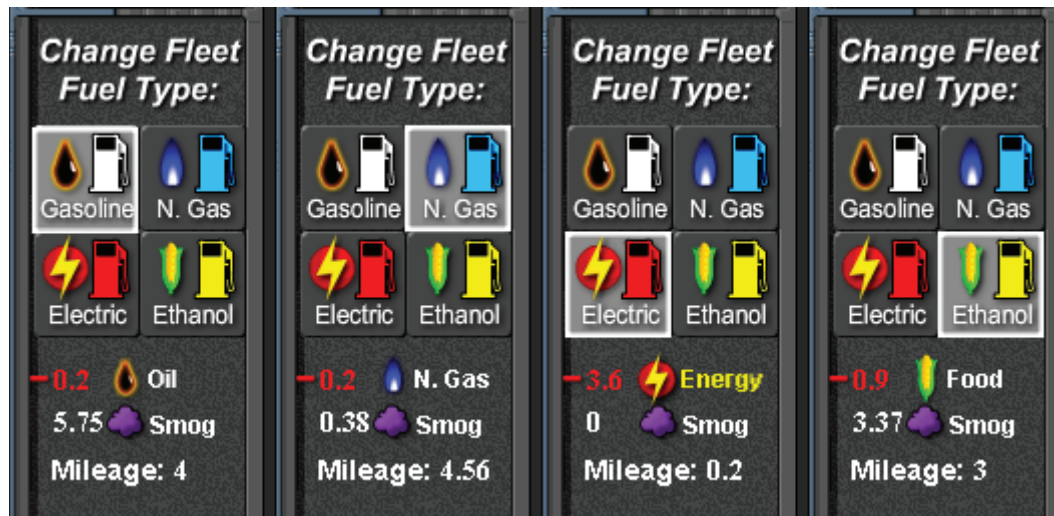 Change Fleet
Fuel Type:
Gasoline N. Gas
Electric Ethanol
-0.2 Oil
5.75 Smog
Mileage: 4
Change Fleet
Fuel Type:
Gasoline N. Gas
Electric Ethanol
-0.2 N. Gas
0.38 Smog
Mileage: 4.56
Change Fleet
Fuel Type:
Gasoline N. Gas
Electric Ethanol
-3.6 Energy
0 Smog
Mileage: 0.2
Change Fleet
Fuel Type:
Gasoline N. Gas
Electric Ethanol
-0.9 Food
3.37 Smog
Mileage: 3